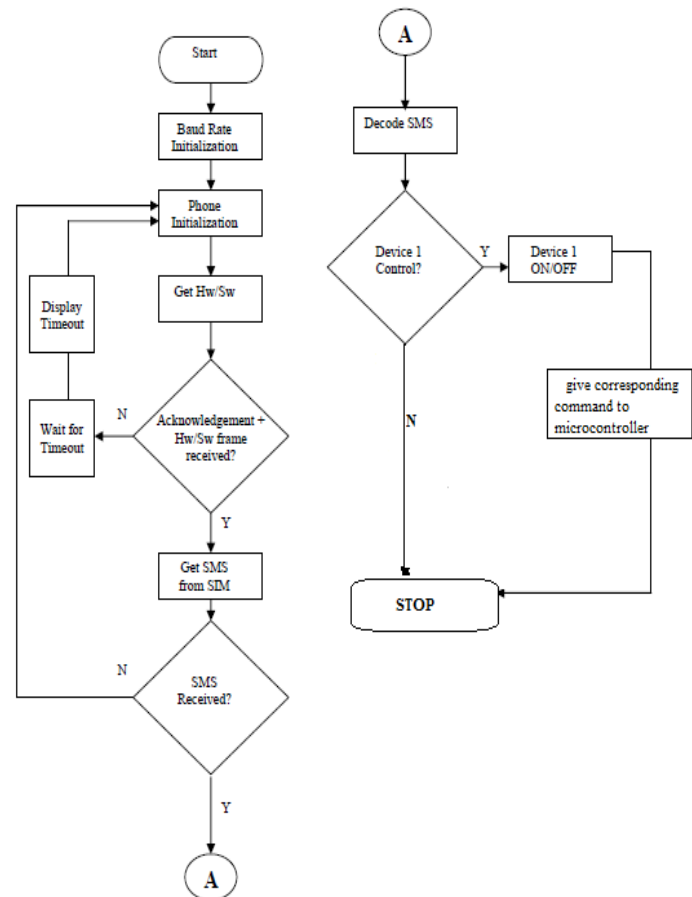 Start
Baud Rate
Initialization
Phone
Initialization
Get Hw/Sw
Display
Timeout
Wait for
Timeout
N
Acknowledgement +
Hw/Sw frame
received?
Y
Get SMS
from SIM
N
SMS
Received?
Y
A
A
Decode SMS
Device 1
Control?
Y
Device 1
ON/OFF
N
give corresponding
command to
microcontroller
STOP